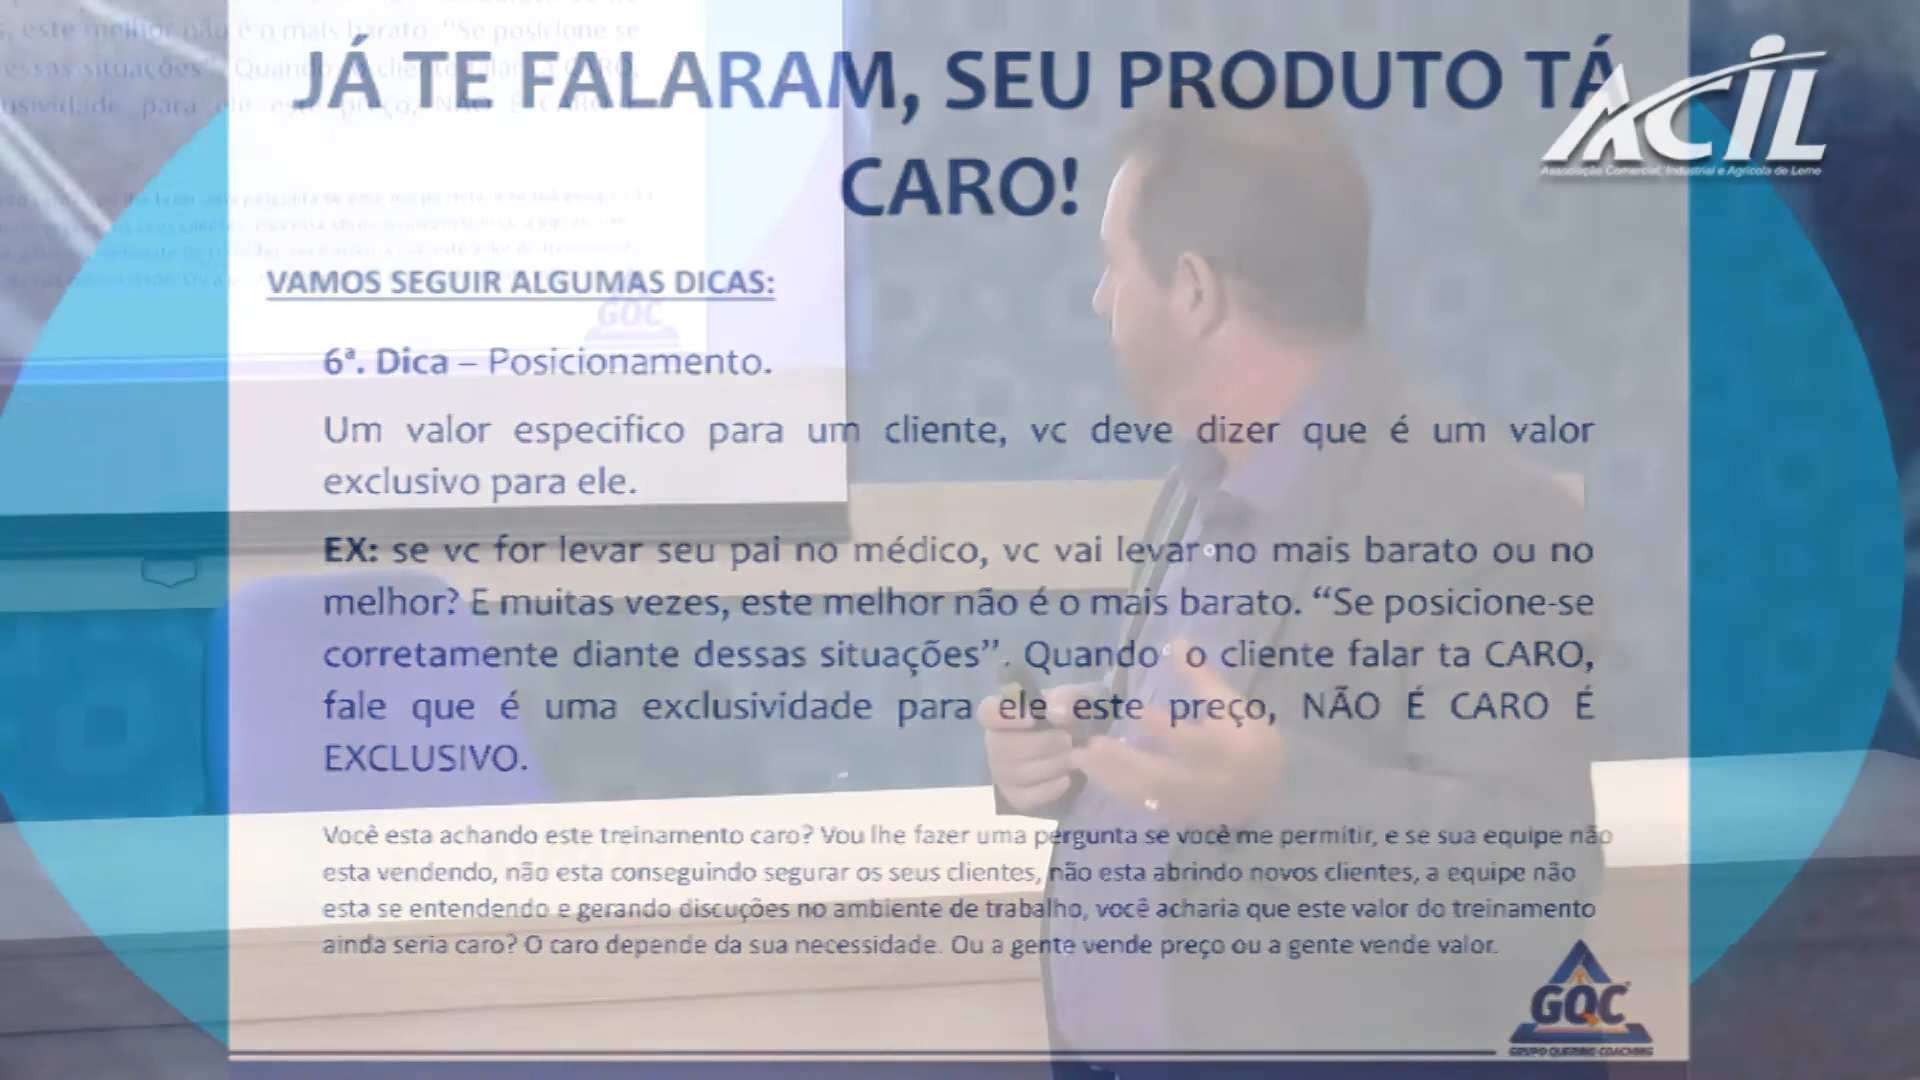 JÁ TE FALARAM, SEU PRODUTO TÁ
CARO!
ACIL
Associação Comercial, Industrial e Agrícola de Leme
VAMOS SEGUIR ALGUMAS DICAS:
6ª. Dica – Posicionamento.
Um valor especifico para um cliente, vc deve dizer que é um valor
exclusivo para ele.
EX: se vc for levar seu pai no médico, vc vai levar no mais barato ou no
melhor? E muitas vezes, este melhor não é o mais barato. “Se posicione-se
corretamente diante dessas situações”. Quando o cliente falar ta CARO,
fale que é uma exclusividade para ele este preço, NÃO É CARO É
EXCLUSIVO.
Você esta achando este treinamento caro? Vou lhe fazer uma pergunta se você me permitir, e se sua equipe não
esta vendendo, não esta conseguindo segurar os seus clientes, não esta abrindo novos clientes, a equipe não
esta se entendendo e gerando discuções no ambiente de trabalho, você acharia que este valor do treinamento
ainda seria caro? O caro depende da sua necessidade. Ou a gente vende preço ou a gente vende valor.
GQC